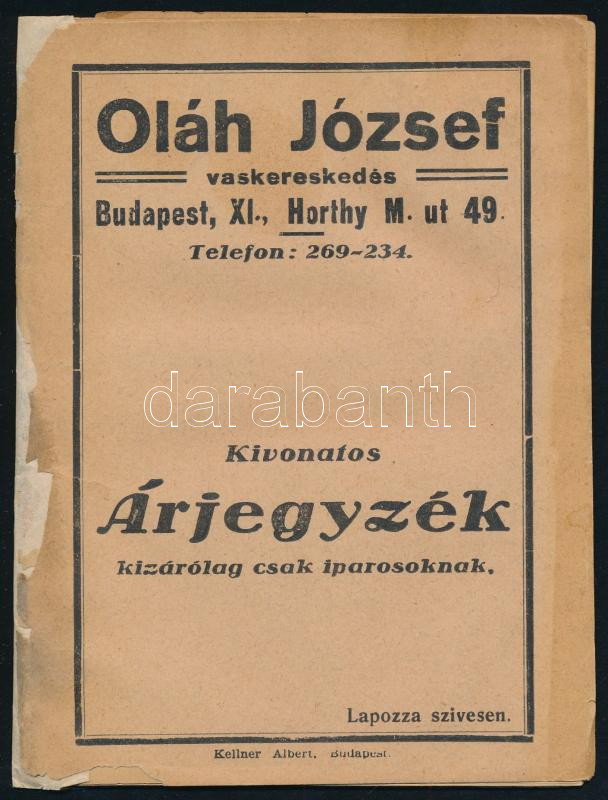 Oláh József
vaskereskedés
Budapest, XI., Horthy M. ut 49.
Telefon: 269-234.
darabanth
Kivonatos
Árjegyzék
kizárólag csak iparosoknak.
Lapozza szivesen.
Kellner Albert, Budapest.